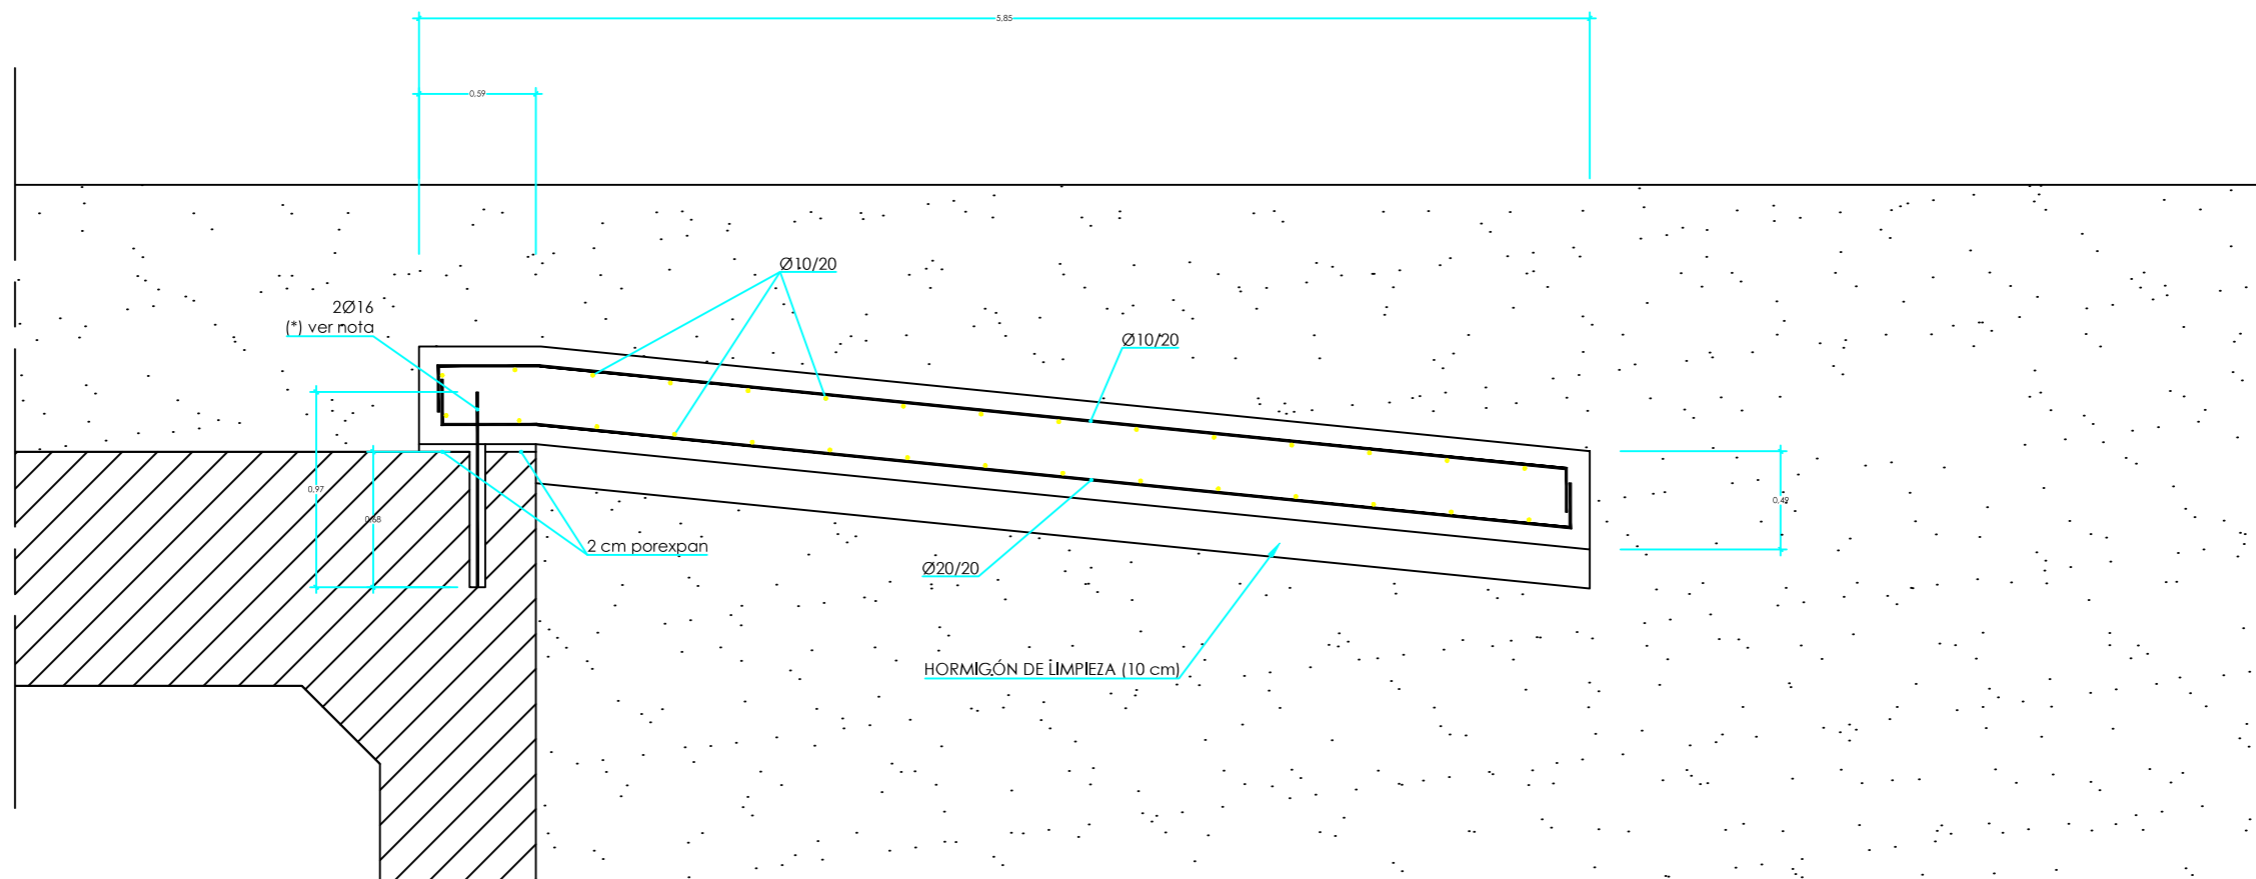 5.85
0.59
Ø10/20
2Ø16
(*) ver nota
Ø10/20
0.97
0.68
0.49
2 cm porexpan
Ø20/20
HORMIGÓN DE LIMPIEZA (10 cm)